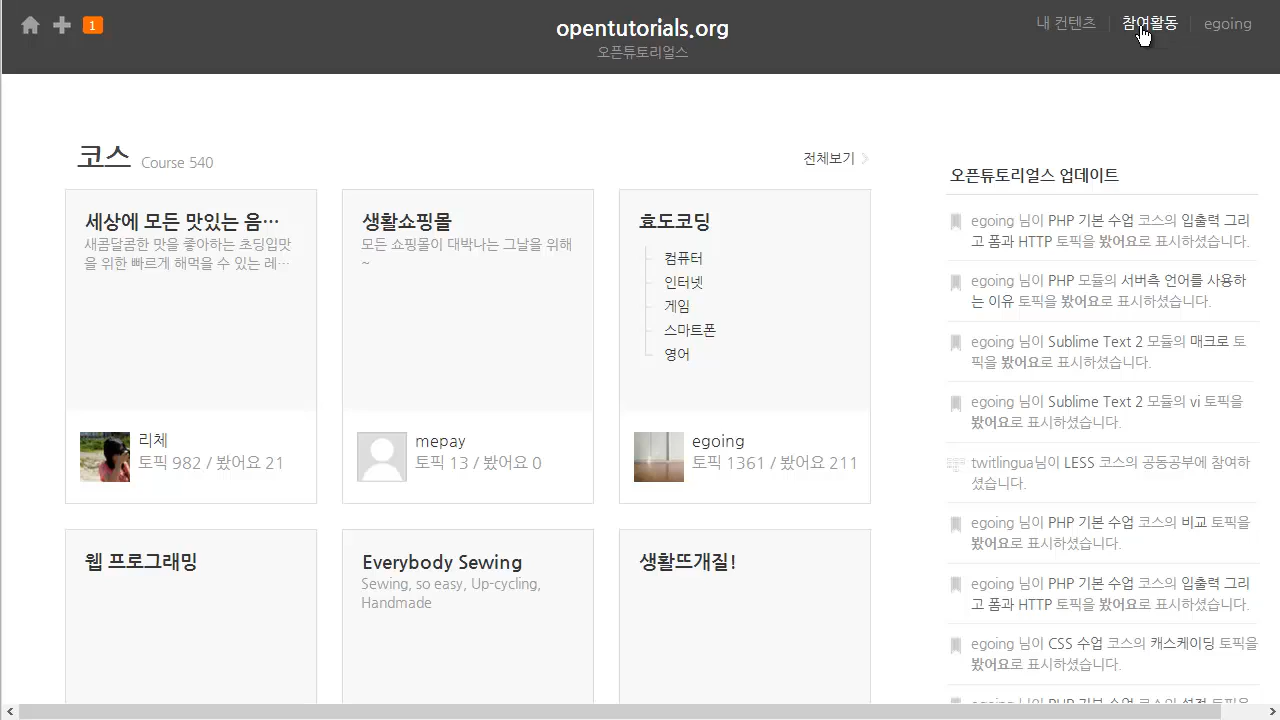 1
opentutorials.org
오픈튜토리얼스
내 컨텐츠
참여활동
egoing
코스 Course 540
전체보기
세상에 모든 맛있는 음…
새콤달콤한 맛을 좋아하는 초딩입맛
을 위한 빠르게 해먹을 수 있는 레…
리체
토픽 982 / 봤어요 21
생활쇼핑몰
모든 쇼핑몰이 대박나는 그날을 위해
~
mepay
토픽 13 / 봤어요 0
효도코딩
컴퓨터
인터넷
게임
스마트폰
영어
egoing
토픽 1361 / 봤어요 211
웹 프로그래밍
Everybody Sewing
Sewing, so easy, Up-cycling,
Handmade
생활뜨개질!
오픈튜토리얼스 업데이트
egoing 님이 PHP 기본 수업 코스의 입출력 그리
고 폼과 HTTP 토픽을 봤어요로 표시하셨습니다.
egoing 님이 PHP 모듈의 서버측 언어를 사용하
는 이유 토픽을 봤어요로 표시하셨습니다.
egoing 님이 Sublime Text 2 모듈의 매크로 토
픽을 봤어요로 표시하셨습니다.
egoing 님이 Sublime Text 2 모듈의 vi 토픽을
봤어요로 표시하셨습니다.
twitlingua님이 LESS 코스의 공동공부에 참여하
셨습니다.
egoing 님이 PHP 기본 수업 코스의 비교 토픽을
봤어요로 표시하셨습니다.
egoing 님이 PHP 기본 수업 코스의 입출력 그리
고 폼과 HTTP 토픽을 봤어요로 표시하셨습니다.
egoing 님이 CSS 수업 코스의 캐스케이딩 토픽을
봤어요로 표시하셨습니다.